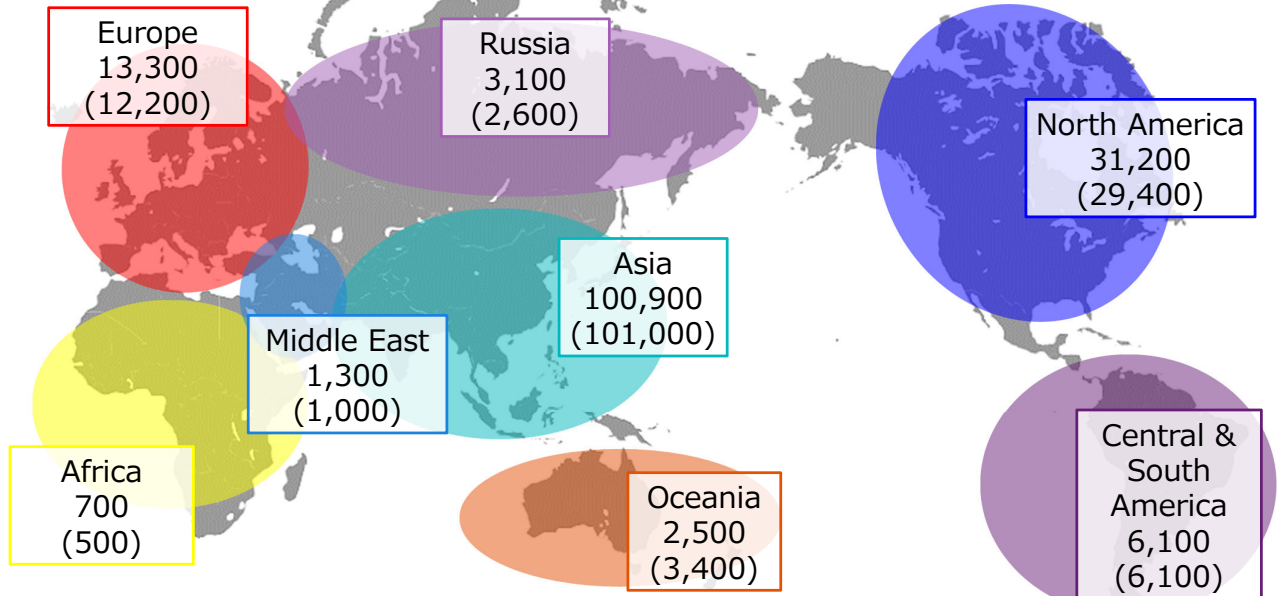 Europe
13,300
(12,200)
Russia
3,100
(2,600)
North America
31,200
(29,400)
Asia
100,900
(101,000)
Middle East
1,300
(1,000)
Africa
700
(500)
Oceania
2,500
(3,400)
Central &
South
America
6,100
(6,100)